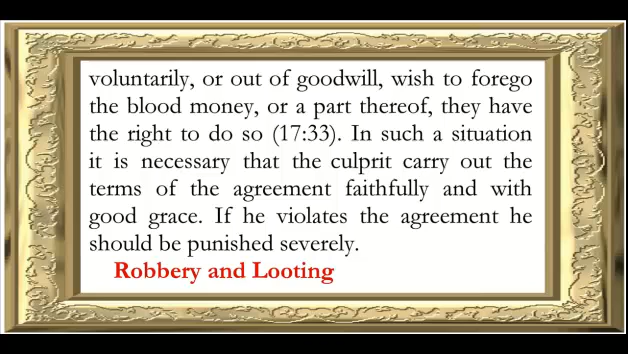 voluntarily, or out of goodwill, wish to forego
the blood money, or a part thereof, they have
the right to do so (17:33). In such a situation
it is necessary that the culprit carry out the
terms of the agreement faithfully and with
good grace. If he violates the agreement he
should be punished severely.
Robbery and Looting